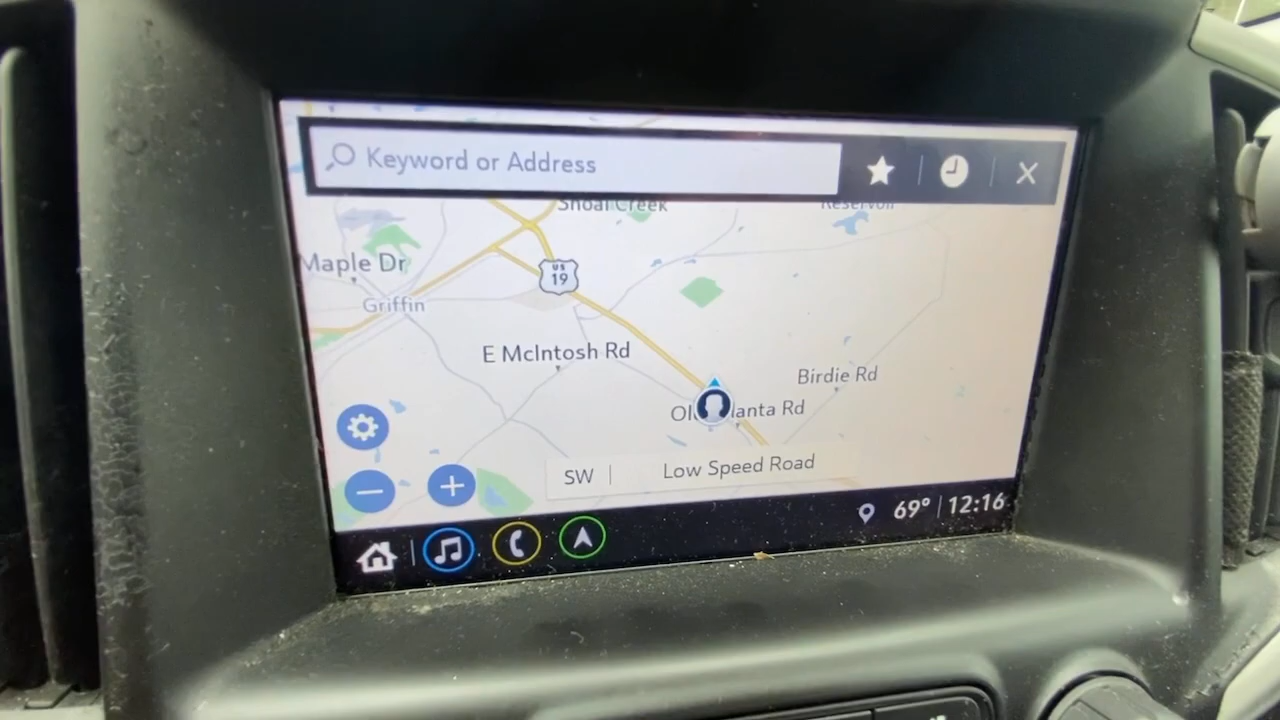 Keyword or Address
Shoal Creek
Reservoir
Maple Dr
US
19
Griffin
E McIntosh Rd
Birdie Rd
Ol
lanta Rd
SW
Low Speed Road
69° 12:16